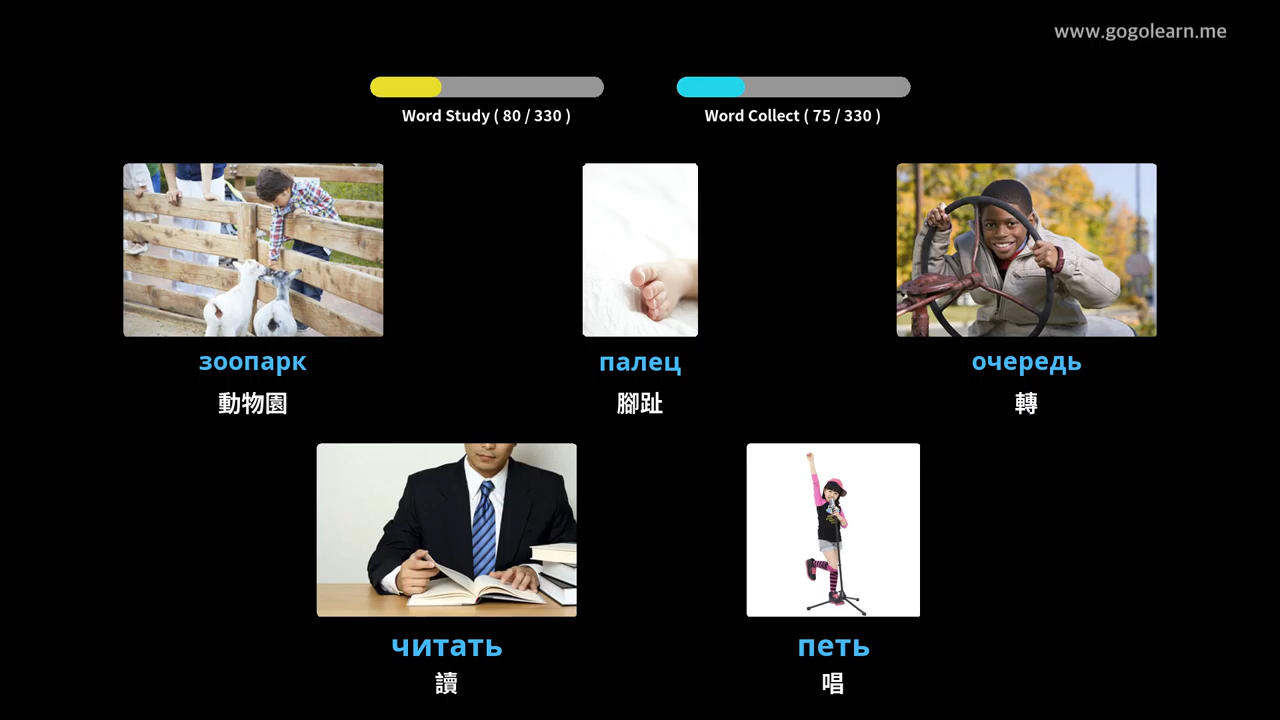 www.gogolearn.me
Word Study ( 80 / 330 )
Word Collect ( 75 / 330 )
зоопарк
動物園
палец
腳趾
очередь
轉
читать
讀
петь
唱